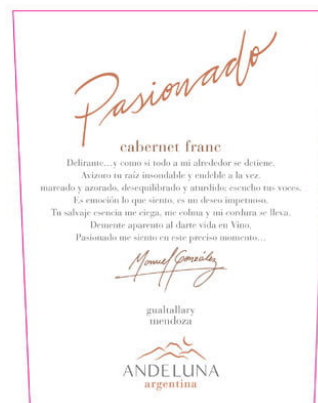 Pasionado
cabernet franc
Delirante...y como si todo a mi alrededor se detiene.
Avizoro tu raíz insondable y endeble a la vez,
mareado y azorado, desequilibrado y aturdido; escucho tus voces.
Es emoción lo que siento, es un deseo impetuoso.
Tu salvaje esencia me ciega, me colma y mi cordura se lleva.
Demente aparento al darte vida en Vino,
Pasionado me siento en este preciso momento...
Manuel González
gualtallary
mendoza
ANDELUNA
argentina